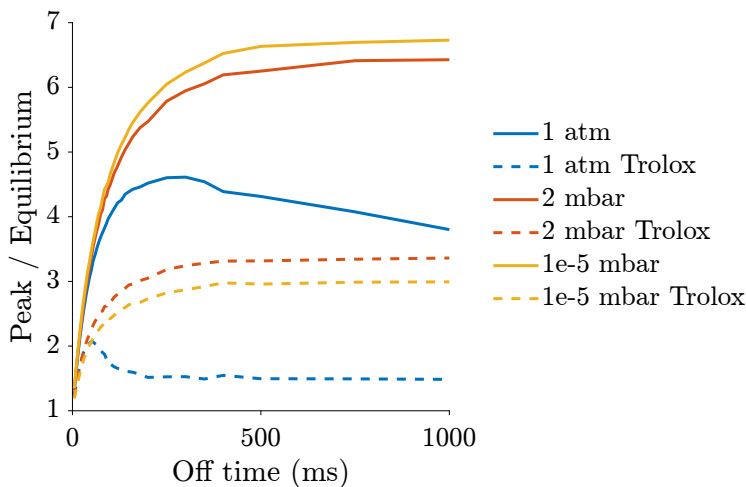 7
6
5
4
3
2
1
0
500
1000
Peak / Equilibrium
Off time (ms)
1 atm
1 atm Trolox
2 mbar
2 mbar Trolox
1e-5 mbar
1e-5 mbar Trolox